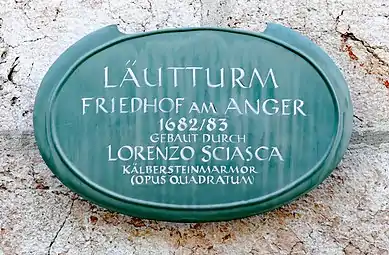 LÄUTTURM
FRIEDHOF AM ANGER
1682/83
GEBAUT DURCH
LORENZO SCIASCA
KÄLBERSTEINMARMOR
(OPUS QUADRATUM)